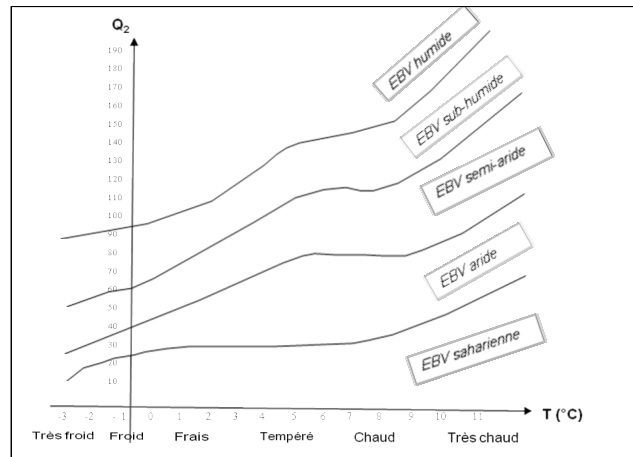 Q2
190
180
170
160
150
140
130
120
110
100
90
80
70
60
50
40
30
20
10
EBV humide
EBV sub-humide
EBV semi-aride
EBV aride
EBV saharienne
-3 -2 - 1 0 1 2 3 4 5 6 7 8 9 10 11
T (°C)
Très froid Froid Frais Tempéré Chaud Très chaud